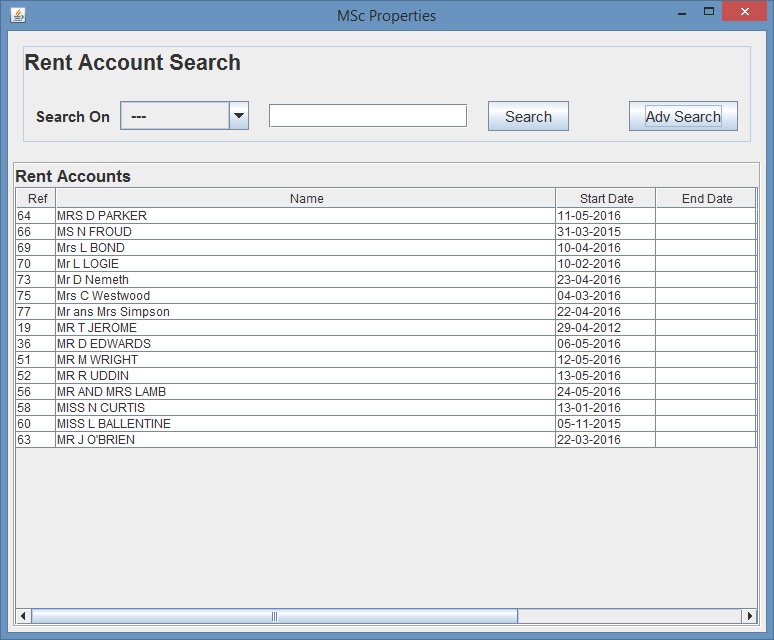 MSc Properties
Rent Account Search
Search On --- Search Adv Search
Rent Accounts
Ref Name Start Date End Date
64 MRS D PARKER 11-05-2016
66 MS N FROUD 31-03-2015
69 Mrs L BOND 10-04-2016
70 Mr L LOGIE 10-02-2016
73 Mr D Nemeth 23-04-2016
75 Mrs C Westwood 04-03-2016
77 Mr ans Mrs Simpson 22-04-2016
19 MR T JEROME 29-04-2012
36 MR D EDWARDS 06-05-2016
51 MR M WRIGHT 12-05-2016
52 MR R UDDIN 13-05-2016
56 MR AND MRS LAMB 24-05-2016
58 MISS N CURTIS 13-01-2016
60 MISS L BALLENTINE 05-11-2015
63 MR J O'BRIEN 22-03-2016